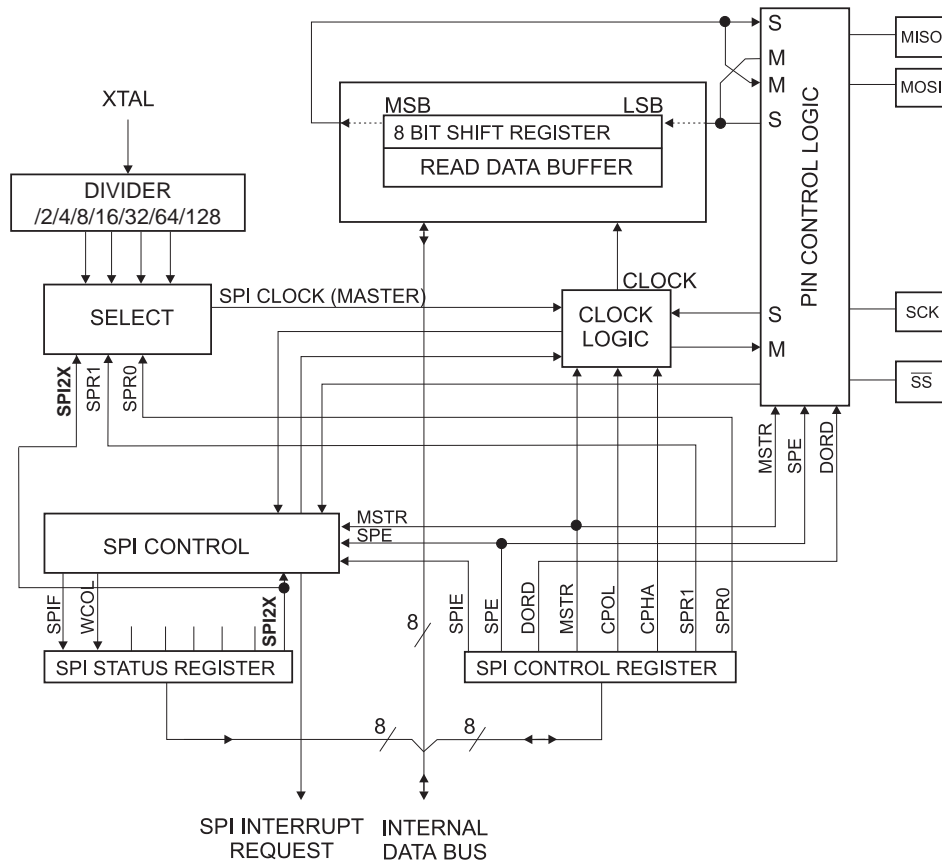 S
MISO
M
M
MOSI
S
MSB
LSB
8 BIT SHIFT REGISTER
READ DATA BUFFER
XTAL
DIVIDER
/2/4/8/16/32/64/128
PIN CONTROL LOGIC
SPI CLOCK (MASTER)
CLOCK
SELECT
CLOCK
LOGIC
S
SCK
M
SS
SPI2X
SPR1
SPR0
MSTR
SPE
DORD
MSTR
SPE
SPI CONTROL
SPIF
WCOL
SPI2X
8
SPIE
SPE
DORD
MSTR
CPOL
CPHA
SPR1
SPR0
SPI STATUS REGISTER
SPI CONTROL REGISTER
8
8
SPI INTERRUPT
REQUEST
INTERNAL
DATA BUS